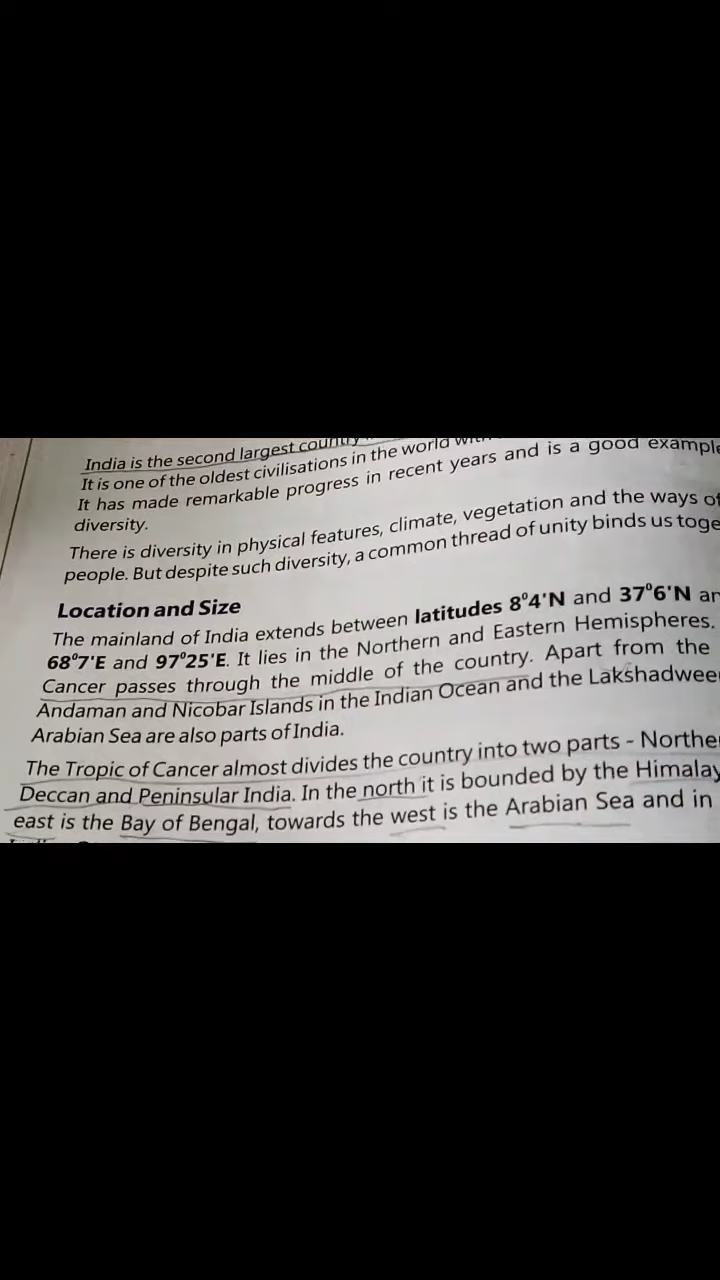 India is the second largest country
It is one of the oldest civilisations in the world with
It has made remarkable progress in recent years and is a good example
diversity.
There is diversity in physical features, climate, vegetation and the ways of
people. But despite such diversity, a common thread of unity binds us toge
Location and Size
The mainland of India extends between latitudes 8°4'N and 37°6'N an
68°7'E and 97°25'E. It lies in the Northern and Eastern Hemispheres.
Cancer passes through the middle of the country. Apart from the
Andaman and Nicobar Islands in the Indian Ocean and the Lakshadwee
Arabian Sea are also parts of India.
The Tropic of Cancer almost divides the country into two parts - Norther
Deccan and Peninsular India. In the north it is bounded by the Himalay
east is the Bay of Bengal, towards the west is the Arabian Sea and in